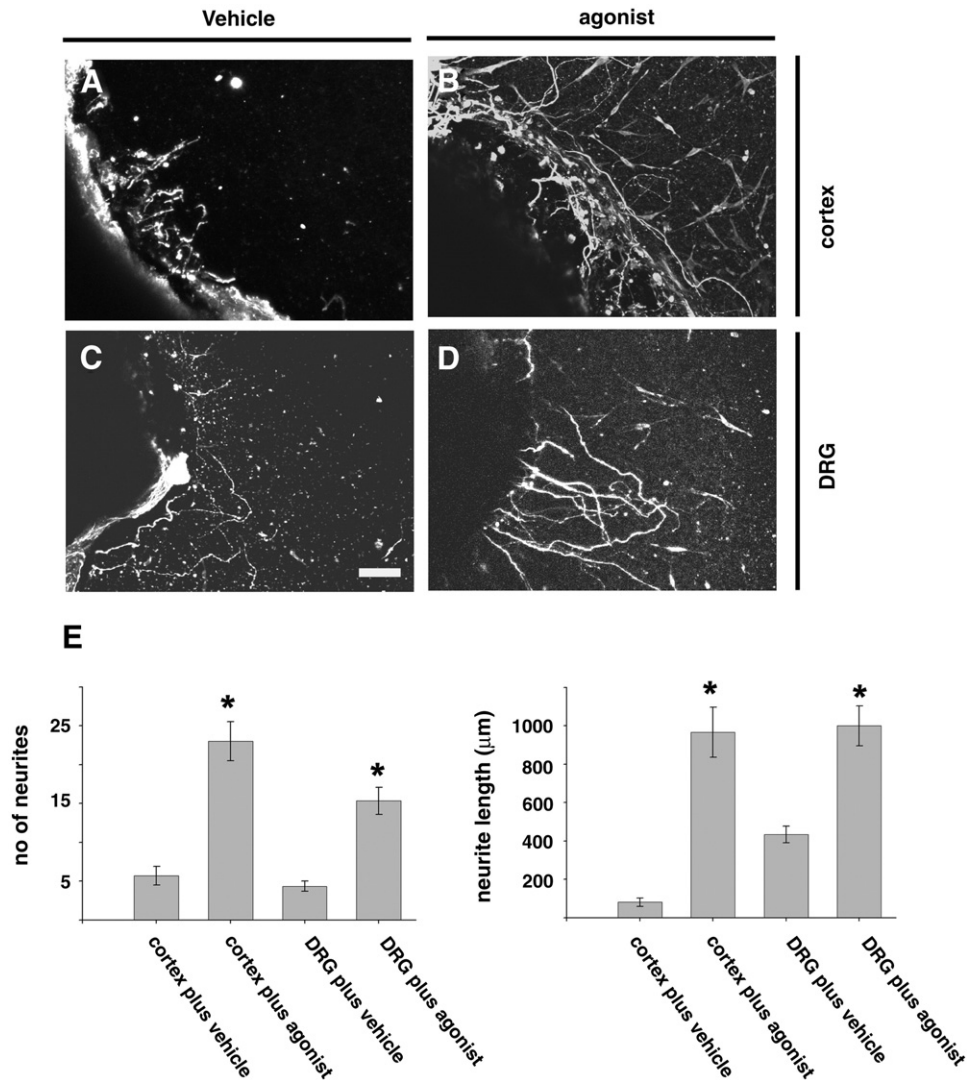 Vehicle
agonist
A
B
cortex
C
D
DRG
E
no of neurites
25
15
5
*
*
cortex plus vehicle
cortex plus agonist
DRG plus vehicle
DRG plus agonist
neurite length (μm)
1000
800
600
400
200
*
*
cortex plus vehicle
cortex plus agonist
DRG plus vehicle
DRG plus agonist